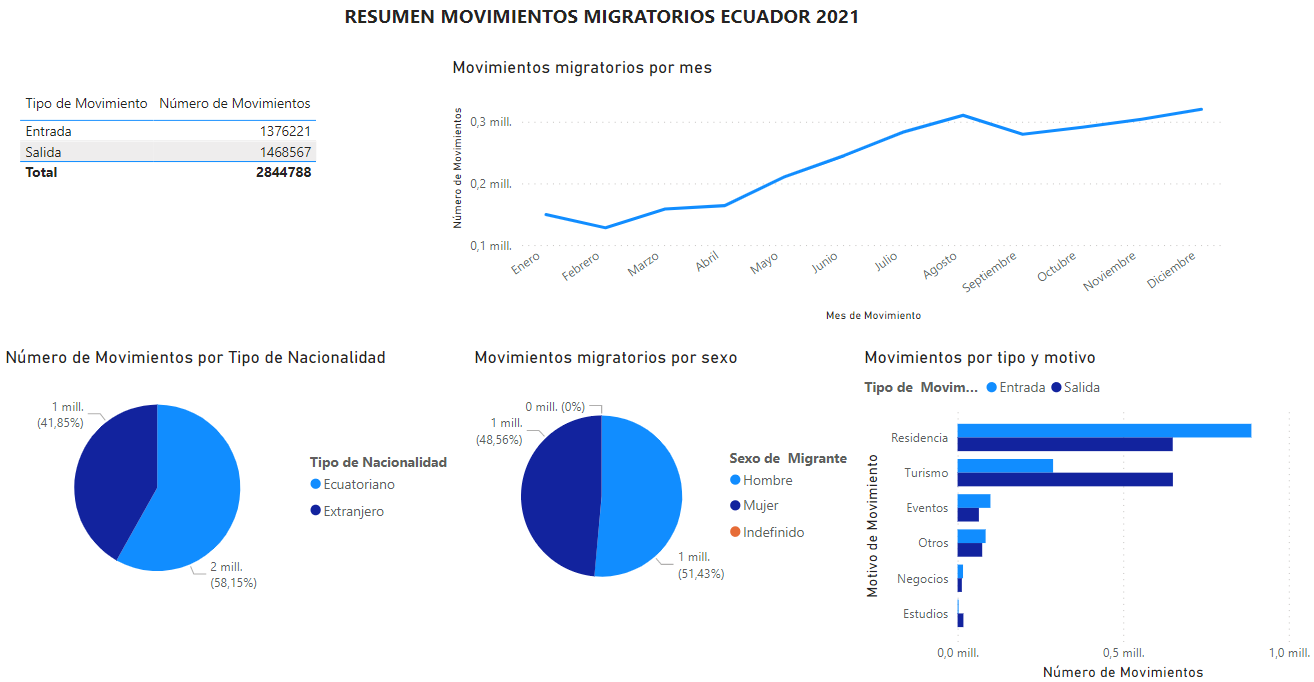 RESUMEN MOVIMIENTOS MIGRATORIOS ECUADOR 2021
Tipo de Movimiento Número de Movimientos
Entrada 1376221
Salida 1468567
Total 2844788
Movimientos migratorios por mes
Número de Movimientos
0,3 mill.
0,2 mill.
0,1 mill.
Enero Febrero Marzo Abril Mayo Junio Julio Agosto Septiembre Octubre Noviembre Diciembre
Mes de Movimiento
Número de Movimientos por Tipo de Nacionalidad
1 mill.
(41,85%)
2 mill.
(58,15%)
Tipo de Nacionalidad
Ecuatoriano
Extranjero
Movimientos migratorios por sexo
0 mill. (0%)
1 mill.
(48,56%)
1 mill.
(51,43%)
Sexo de Migrante
Hombre
Mujer
Indefinido
Movimientos por tipo y motivo
Tipo de Movim... Entrada Salida
Motivo de Movimiento
Residencia
Turismo
Eventos
Otros
Negocios
Estudios
0,0 mill. 0,5 mill. 1,0 mill.
Número de Movimientos